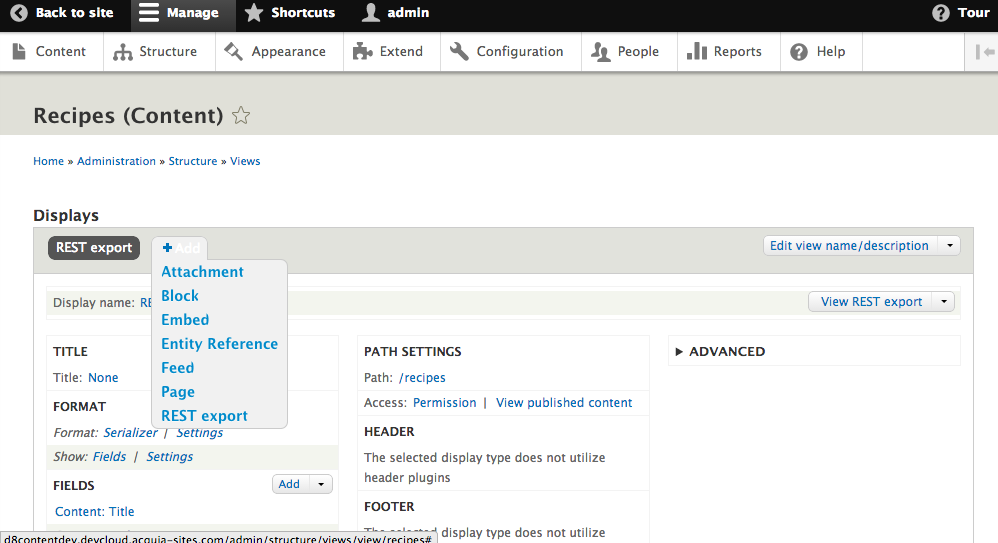 Back to site Manage Shortcuts admin Tour
Content Structure Appearance Extend Configuration People Reports Help
Recipes (Content)
Home » Administration » Structure » Views
Displays
REST export + Add Edit view name/description
Attachment
Block
Embed
Entity Reference
Feed
Page
REST export
Display name: View REST export
TITLE
Title: None
FORMAT
Format: Serializer | Settings
Show: Fields | Settings
FIELDS Add
Content: Title
PATH SETTINGS
Path: /recipes
Access: Permission | View published content
HEADER
The selected display type does not utilize
header plugins
FOOTER
The selected display type does not utilize
ADVANCED
d8contentdev.devcloud.acquia-sites.com/admin/structure/views/view/recipes#